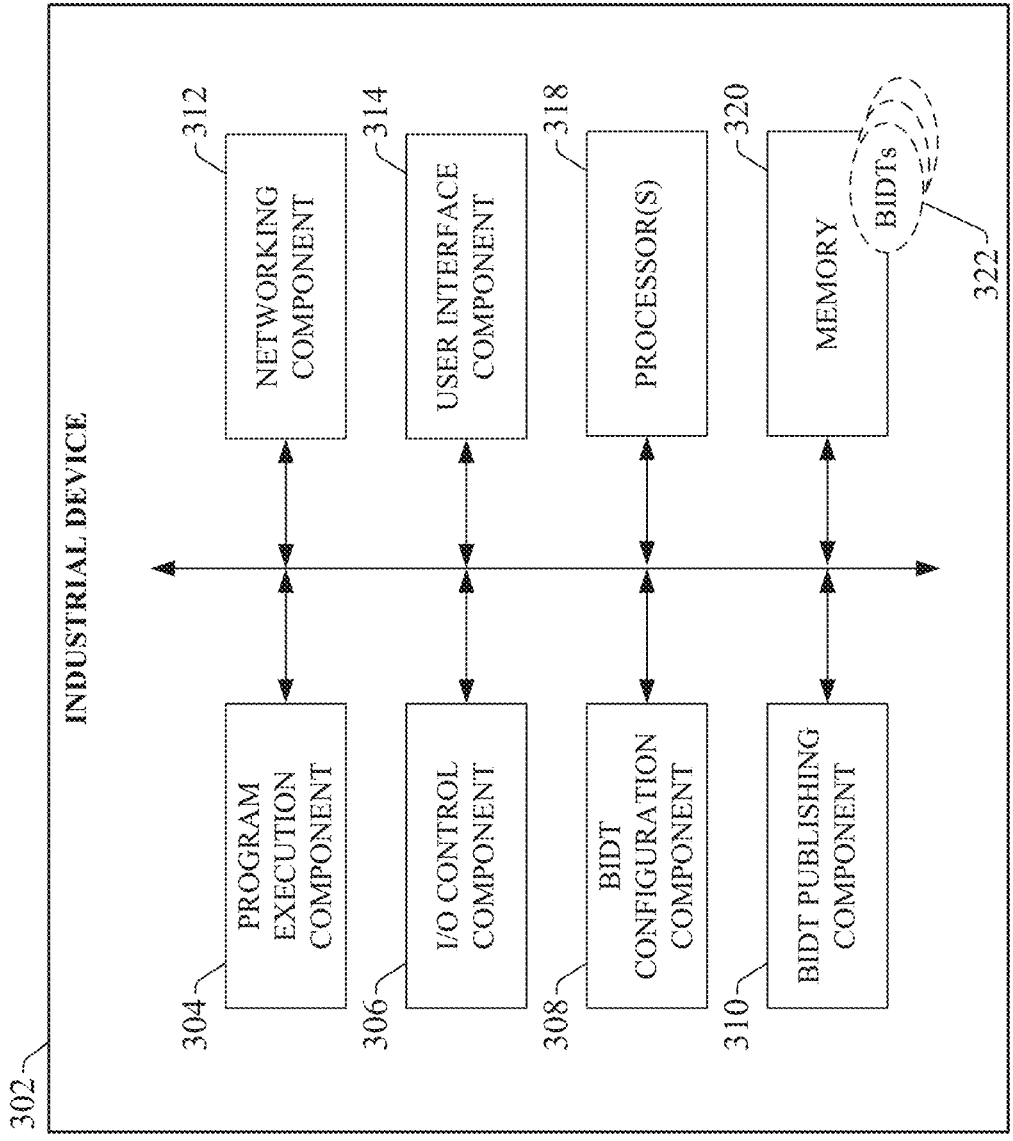 302
INDUSTRIAL DEVICE
304
PROGRAM
EXECUTION
COMPONENT
306
I/O CONTROL
COMPONENT
308
BIDT
CONFIGURATION
COMPONENT
310
BIDT PUBLISHING
COMPONENT
312
NETWORKING
COMPONENT
314
USER INTERFACE
COMPONENT
318
PROCESSOR(S)
320
MEMORY
BIDTs
322